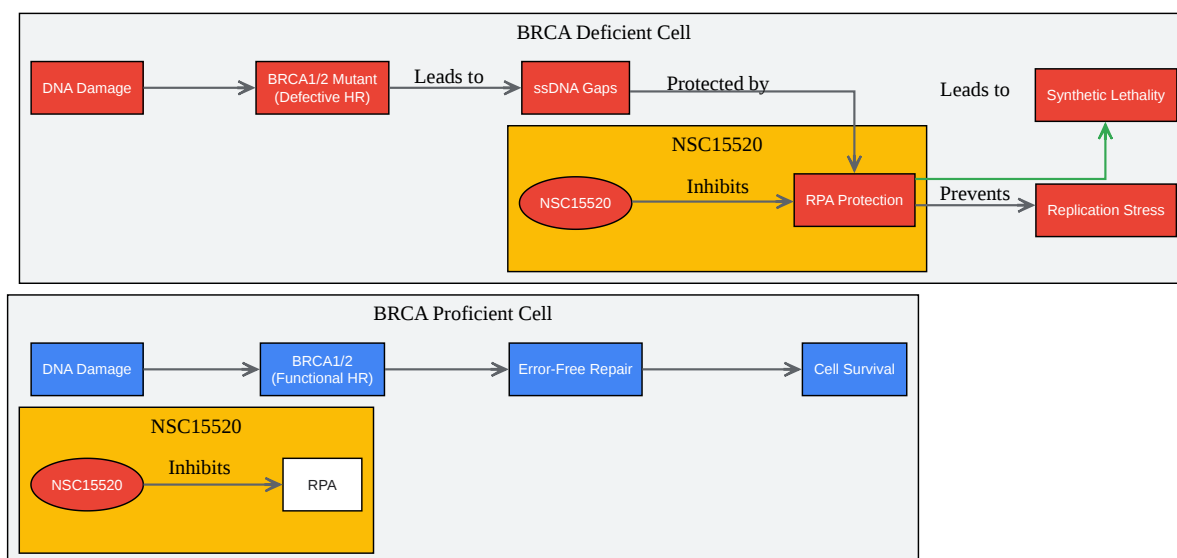 BRCA Deficient Cell
DNA Damage
BRCA1/2 Mutant
(Defective HR)
Leads to
ssDNA Gaps
Protected by
Leads to
Synthetic Lethality
NSC15520
NSC15520
Inhibits
RPA Protection
Prevents
Replication Stress
BRCA Proficient Cell
DNA Damage
BRCA1/2
(Functional HR)
Error-Free Repair
Cell Survival
NSC15520
NSC15520
Inhibits
RPA